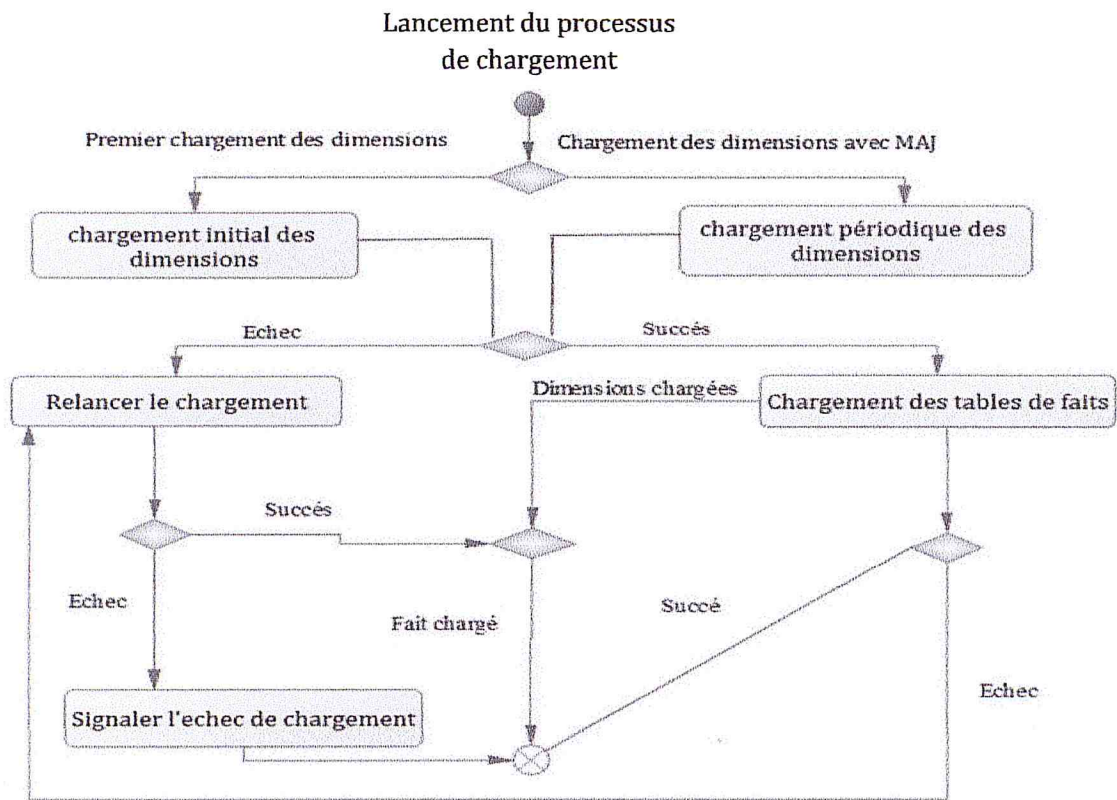 Lancement du processus
de chargement
Premier chargement des dimensions
Chargement des dimensions avec MAJ
chargement initial des
dimensions
chargement périodique des
dimensions
Echec
Succés
Relancer le chargement
Dimensions chargées
Chargement des tables de faits
Succés
Echec
Fait chargé
Succé
Echec
Signaler l'echec de chargement